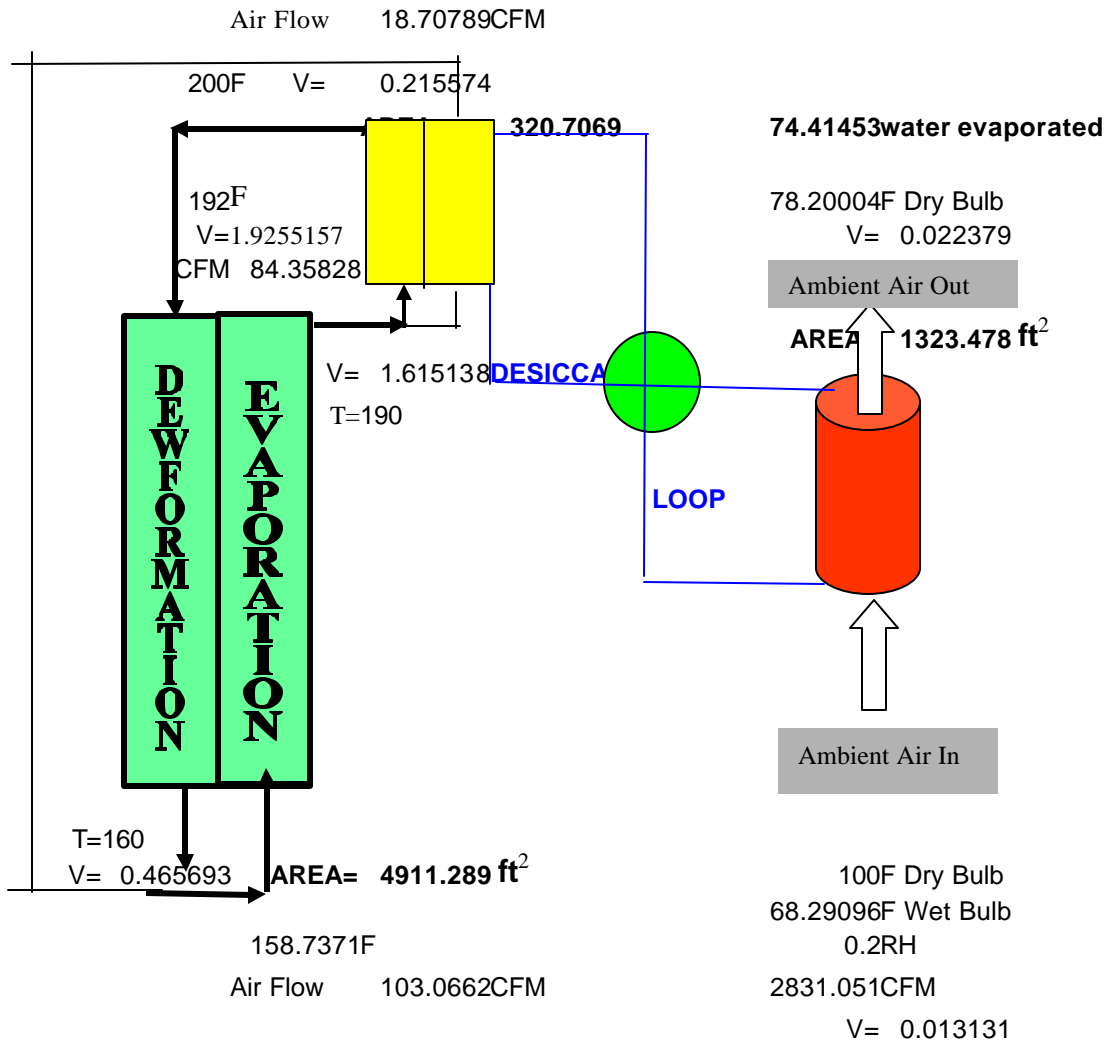 Air Flow 18.70789CFM
200F V= 0.215574
320.7069 74.41453water evaporated
192F
78.20004F Dry Bulb
V=1.9255157
V= 0.022379
CFM 84.35828
Ambient Air Out
AREA 1323.478 ft²
V= 1.615138DESICCA
T=190
DEWFORMATION
EVAPORATION
LOOP
Ambient Air In
T=160
V= 0.465693 AREA= 4911.289 ft²
100F Dry Bulb
68.29096F Wet Bulb
158.7371F
0.2RH
Air Flow 103.0662CFM
2831.051CFM
V= 0.013131